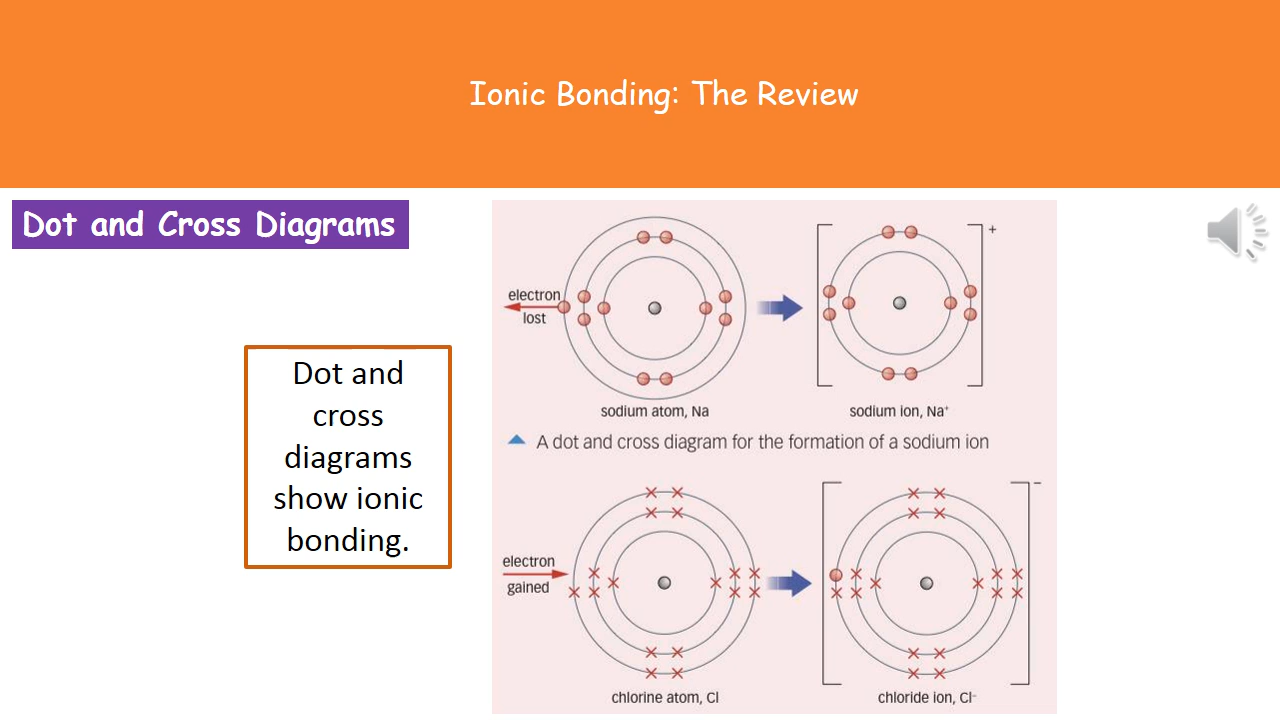 Ionic Bonding: The Review
Dot and Cross Diagrams
Dot and
cross
diagrams
show ionic
bonding.
electron
lost
+
sodium atom, Na
sodium ion, Na⁺
A dot and cross diagram for the formation of a sodium ion
electron
gained
−
chlorine atom, Cl
chloride ion, Cl⁻